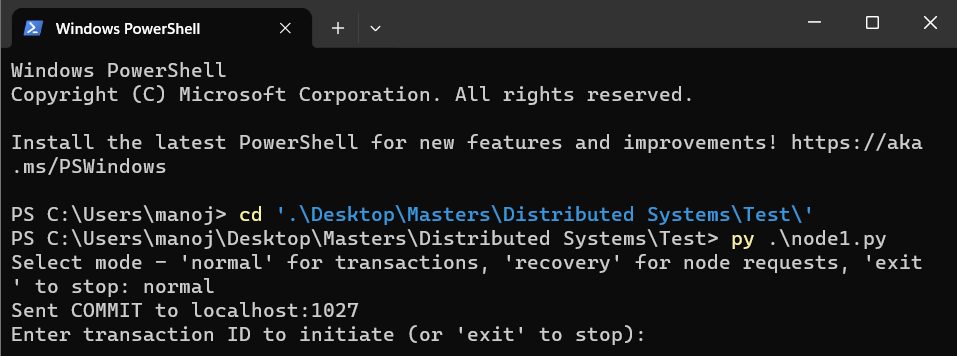 Windows PowerShell
Windows PowerShell
Copyright (C) Microsoft Corporation. All rights reserved.
Install the latest PowerShell for new features and improvements! https://aka
.ms/PSWindows
PS C:\Users\manoj> cd '.\Desktop\Masters\Distributed Systems\Test\'
PS C:\Users\manoj\Desktop\Masters\Distributed Systems\Test> py .\node1.py
Select mode - 'normal' for transactions, 'recovery' for node requests, 'exit
' to stop: normal
Sent COMMIT to localhost:1027
Enter transaction ID to initiate (or 'exit' to stop):